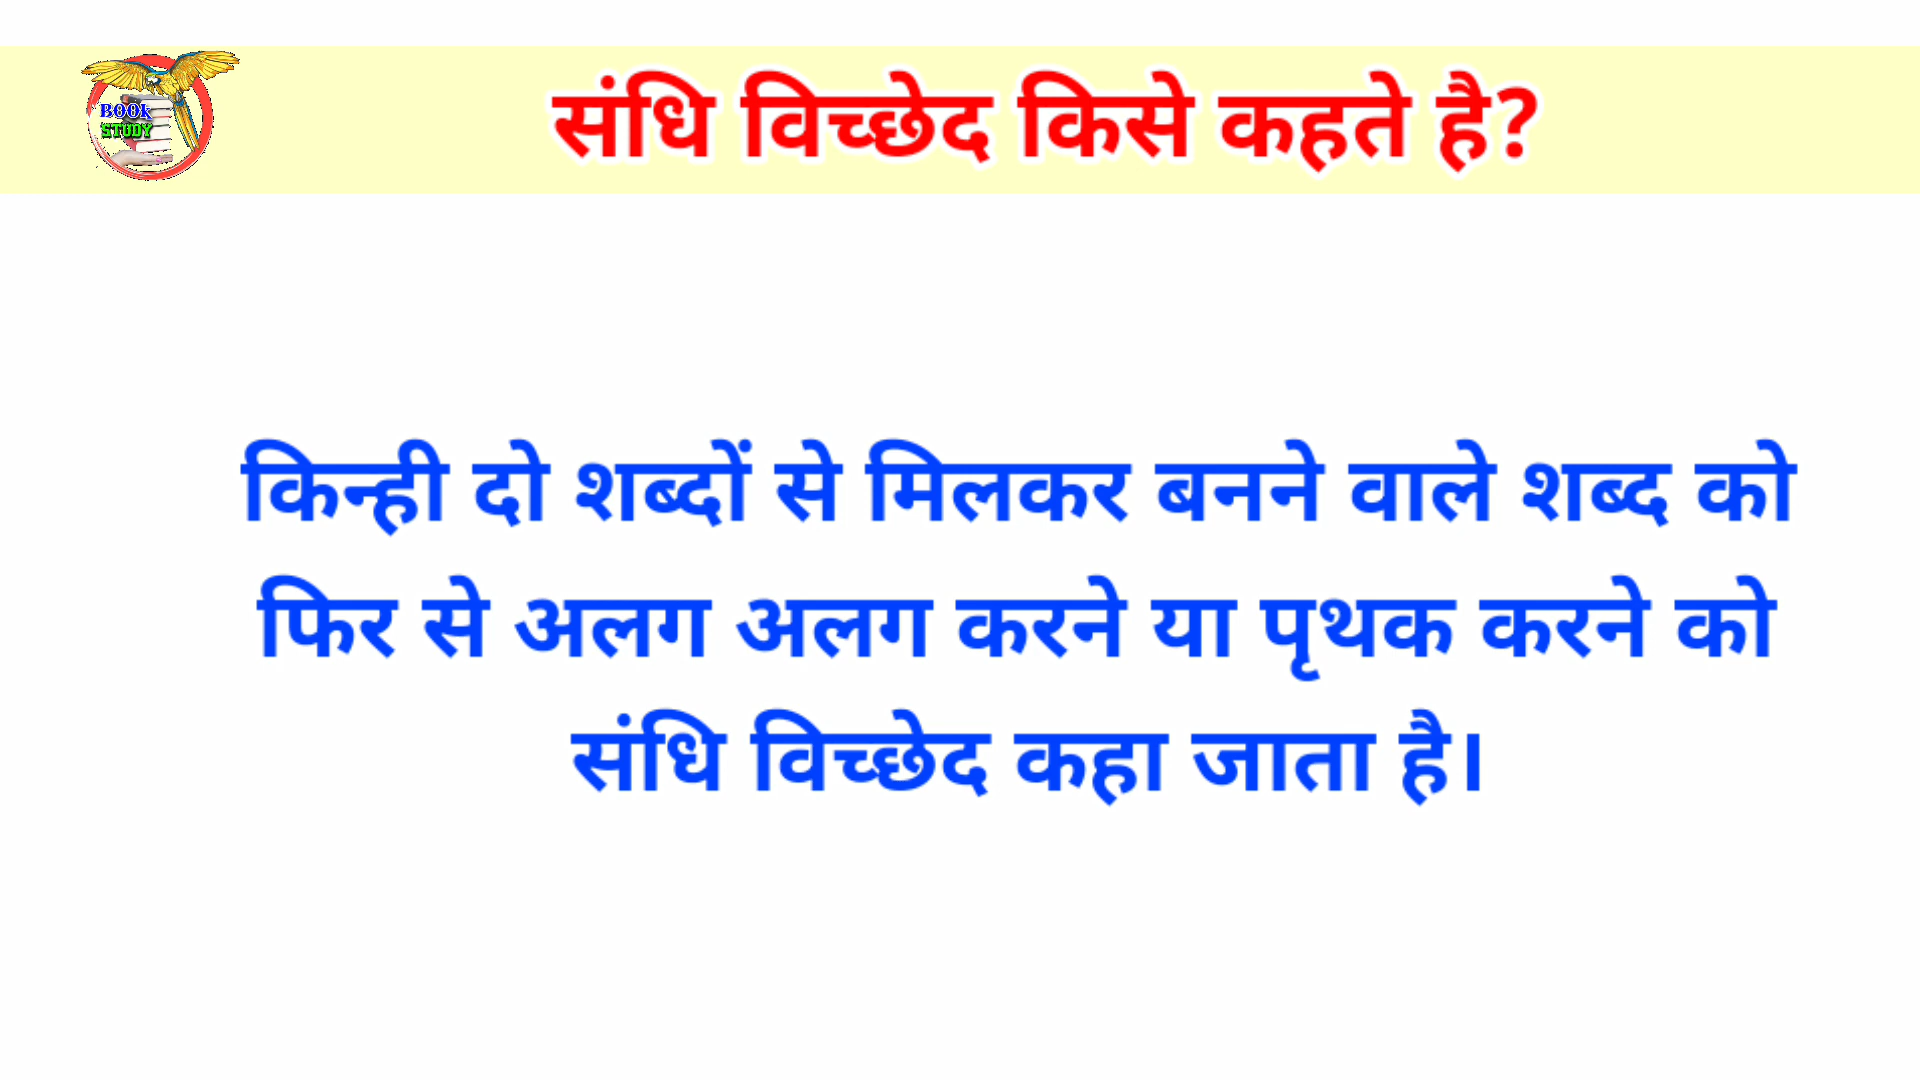 BOOK
STUDY
संधि विच्छेद किसे कहते है?
किन्ही दो शब्दों से मिलकर बनने वाले शब्द को
फिर से अलग अलग करने या पृथक करने को
संधि विच्छेद कहा जाता है।